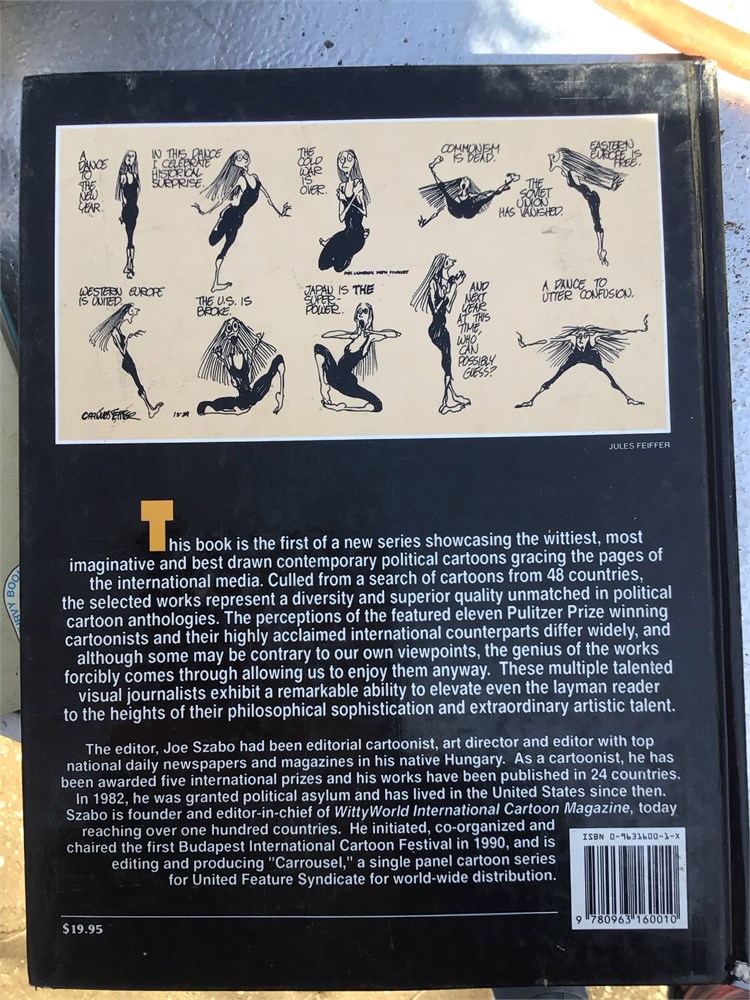 A
DANCE
TO
THE
NEW
YEAR.
IN THIS DANCE
I CELEBRATE
HISTORICAL
SURPRISE.
THE
COLD
WAR
IS
OVER.
COMMUNISM
IS DEAD.
THE
SOVIET
UNION
HAS VANISHED.
EASTERN
EUROPE IS
FREE.
WESTERN EUROPE
IS UNITED.
THE U.S. IS
BROKE.
JAPAN IS THE
SUPER-
POWER.
AND
NEXT
YEAR
AT THIS
TIME,
WHO
CAN
POSSIBLY
GUESS?
A DANCE TO
UTTER CONFUSION.
JULES FEIFFER
This book is the first of a new series showcasing the wittiest, most
imaginative and best drawn contemporary political cartoons gracing the pages of
the international media. Culled from a search of cartoons from 48 countries,
the selected works represent a diversity and superior quality unmatched in political
cartoon anthologies. The perceptions of the featured eleven Pulitzer Prize winning
cartoonists and their highly acclaimed international counterparts differ widely, and
although some may be contrary to our own viewpoints, the genius of the works
forcibly comes through allowing us to enjoy them anyway. These multiple talented
visual journalists exhibit a remarkable ability to elevate even the layman reader
to the heights of their philosophical sophistication and extraordinary artistic talent.
The editor, Joe Szabo had been editorial cartoonist, art director and editor with top
national daily newspapers and magazines in his native Hungary. As a cartoonist, he has
been awarded five international prizes and his works have been published in 24 countries.
In 1982, he was granted political asylum and has lived in the United States since then.
Szabo is founder and editor-in-chief of WittyWorld International Cartoon Magazine, today
reaching over one hundred countries. He initiated, co-organized and
chaired the first Budapest International Cartoon Festival in 1990, and is
editing and producing "Carrousel," a single panel cartoon series
for United Feature Syndicate for world-wide distribution.
ISBN 0-9631600-1-X
9 780963 160010
$19.95